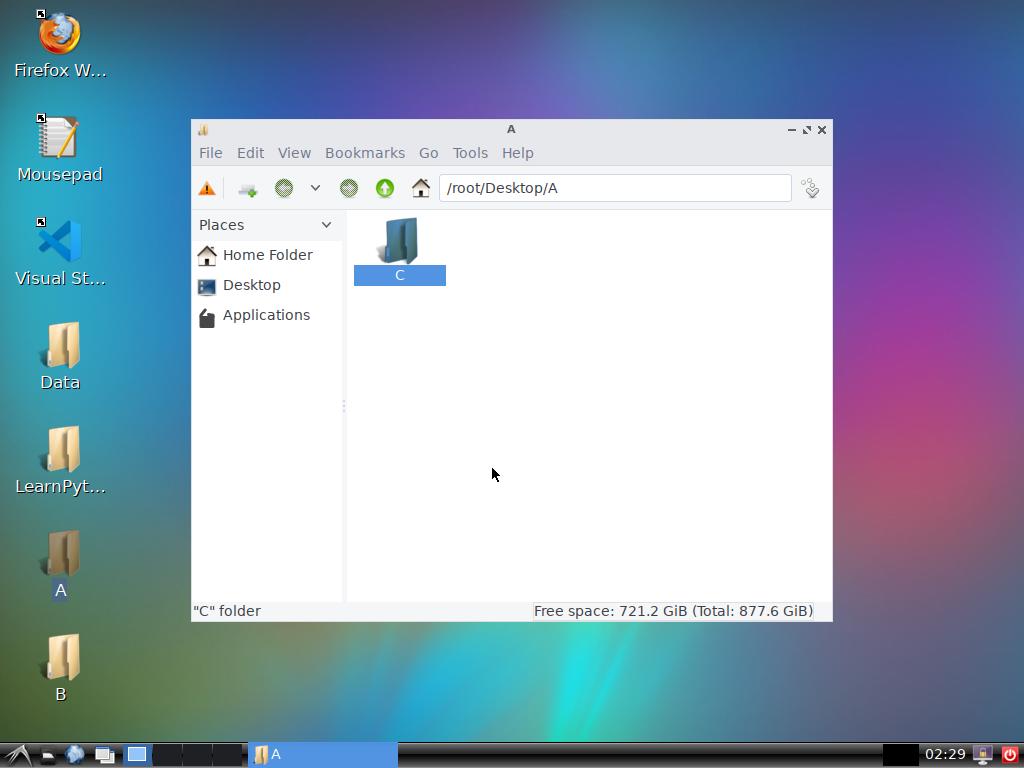 Firefox W...
Mousepad
Visual St...
Data
LearnPyt...
A
B
A
File Edit View Bookmarks Go Tools Help
/root/Desktop/A
Places
Home Folder
Desktop
Applications
C
"C" folder
Free space: 721.2 GiB (Total: 877.6 GiB)
A
02:29